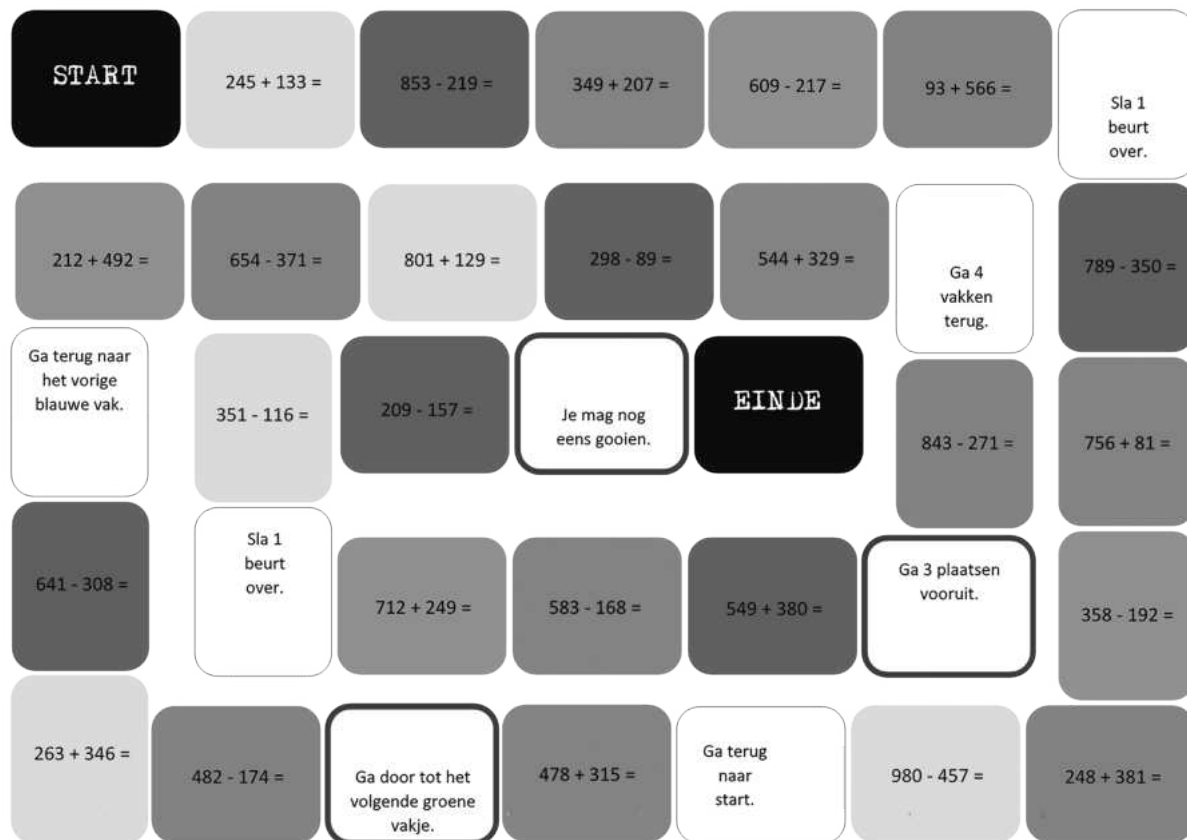 START
245 + 133 =
853 - 219 =
349 + 207 =
609 - 217 =
93 + 566 =
Sla 1
beurt
over.
212 + 492 =
654 - 371 =
801 + 129 =
298 - 89 =
544 + 329 =
Ga 4
vakken
terug.
789 - 350 =
Ga terug naar
het vorige
blauwe vak.
351 - 116 =
209 - 157 =
Je mag nog
eens gooien.
EINDE
843 - 271 =
756 + 81 =
641 - 308 =
Sla 1
beurt
over.
712 + 249 =
583 - 168 =
549 + 380 =
Ga 3 plaatsen
vooruit.
358 - 192 =
263 + 346 =
482 - 174 =
Ga door tot het
volgende groene
vakje.
478 + 315 =
Ga terug
naar
start.
980 - 457 =
248 + 381 =